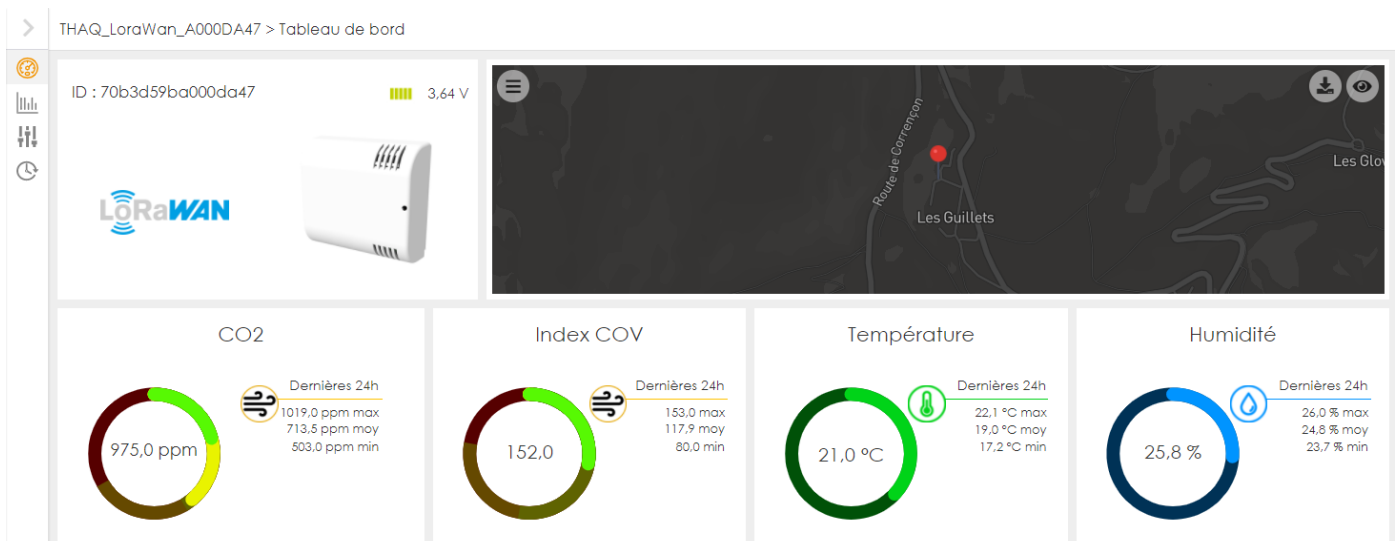 THAQ_LoraWan_A000DA47 > Tableau de bord
ID : 70b3d59ba000da47
3,64 V
LoRaWAN
Route de Corrençon
Les Guillets
Les Glov
CO2
Dernières 24h
1019,0 ppm max
713,5 ppm moy
503,0 ppm min
975,0 ppm
Index COV
Dernières 24h
153,0 max
117,9 moy
80,0 min
152,0
Température
Dernières 24h
22,1 °C max
19,0 °C moy
17,2 °C min
21,0 °C
Humidité
Dernières 24h
26,0 % max
24,8 % moy
23,7 % min
25,8 %